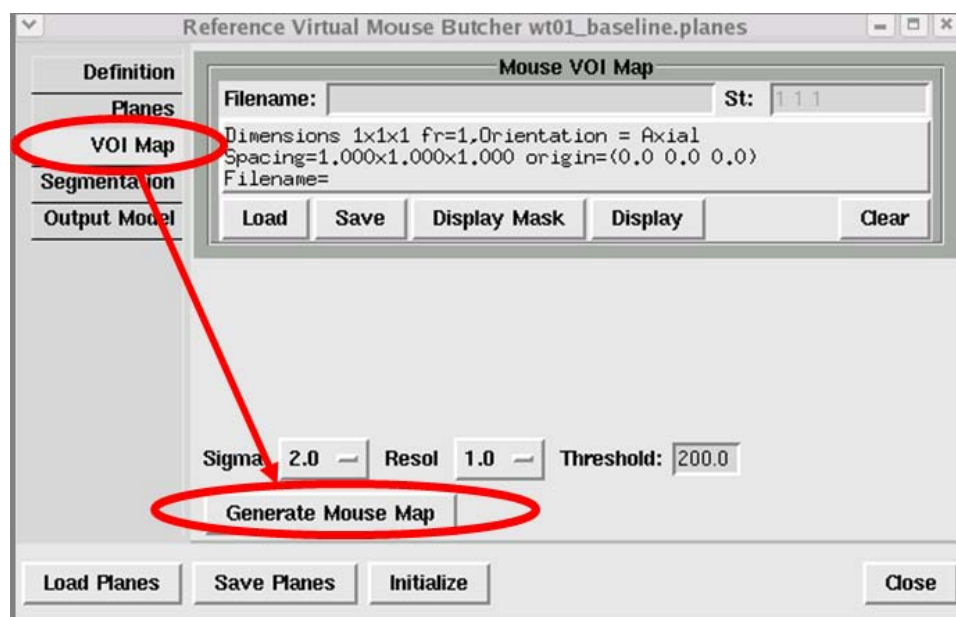 Reference Virtual Mouse Butcher wt01_baseline.planes
Definition
Planes
VOI Map
Segmentation
Output Model
Mouse VOI Map
Filename: St: 1 1 1
Dimensions 1x1x1 fr=1,Orientation = Axial
Spacing=1.000x1.000x1.000 origin=(0.0 0.0 0.0)
Filename=
Load Save Display Mask Display Clear
Sigma 2.0 Resol 1.0 Threshold: 200.0
Generate Mouse Map
Load Planes Save Planes Initialize Close